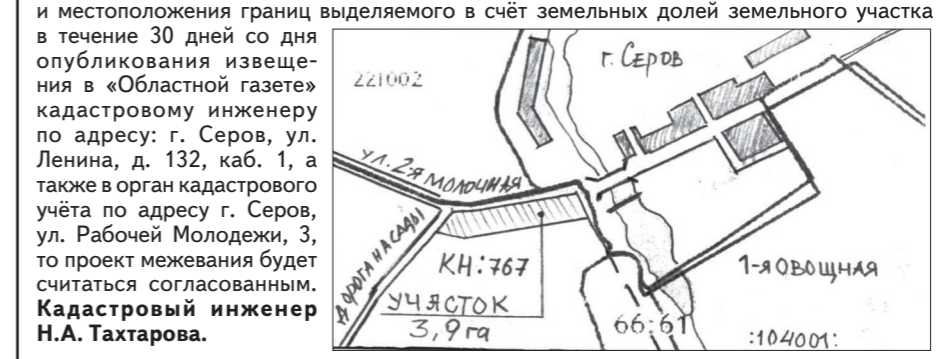 и местоположения границ выделяемого в счёт земельных долей земельного участка
в течение 30 дней со дня
опубликования извеще-
ния в «Областной газете»
кадастровому инженеру
по адресу: г. Серов, ул.
Ленина, д. 132, каб. 1, а
также в орган кадастрового
учёта по адресу г. Серов,
ул. Рабочей Молодежи, 3,
то проект межевания будет
считаться согласованным.
Кадастровый инженер
Н.А. Тахтарова.
г. СЕРОВ
221002
ул. 2-я МОЛОЧНАЯ
ДОРОГА НА САДЫ
КН:767
УЧАСТОК
3,9 га
1-я ОВОЩНАЯ
66:61
:104001: